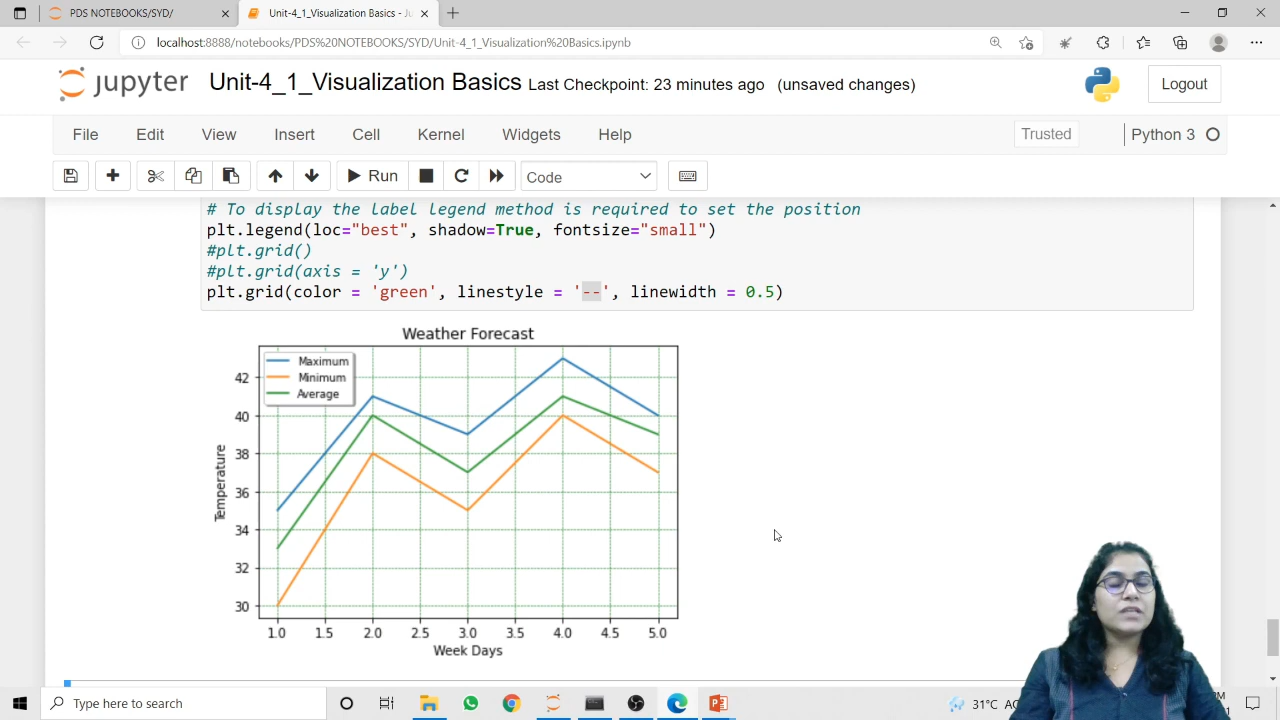 PDS NOTEBOOKS/SYD/
Unit-4_1_Visualization Basics - Ju
localhost:8888/notebooks/PDS%20NOTEBOOKS/SYD/Unit-4_1_Visualization%20Basics.ipynb
jupyter Unit-4_1_Visualization Basics Last Checkpoint: 23 minutes ago (unsaved changes)
Logout
File Edit View Insert Cell Kernel Widgets Help
Trusted
Python 3
Run
Code
# To display the label legend method is required to set the position
plt.legend(loc="best", shadow=True, fontsize="small")
#plt.grid()
#plt.grid(axis = 'y')
plt.grid(color = 'green', linestyle = '--', linewidth = 0.5)
Weather Forecast
Maximum
Minimum
Average
42
40
38
36
34
32
30
Temperature
1.0 1.5 2.0 2.5 3.0 3.5 4.0 4.5 5.0
Week Days
Type here to search
31°C